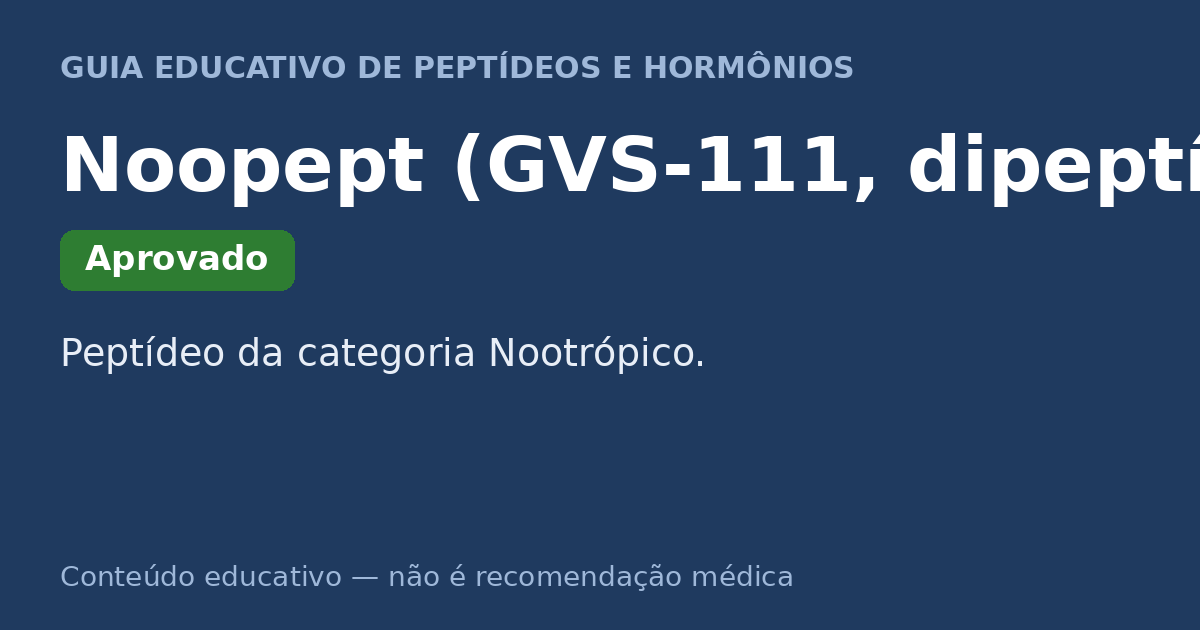 GUIA EDUCATIVO DE PEPTÍDEOS E HORMÔNIOS
Noopept (GVS-111, dipeptí
Aprovado
Peptídeo da categoria Nootrópico.
Conteúdo educativo — não é recomendação médica